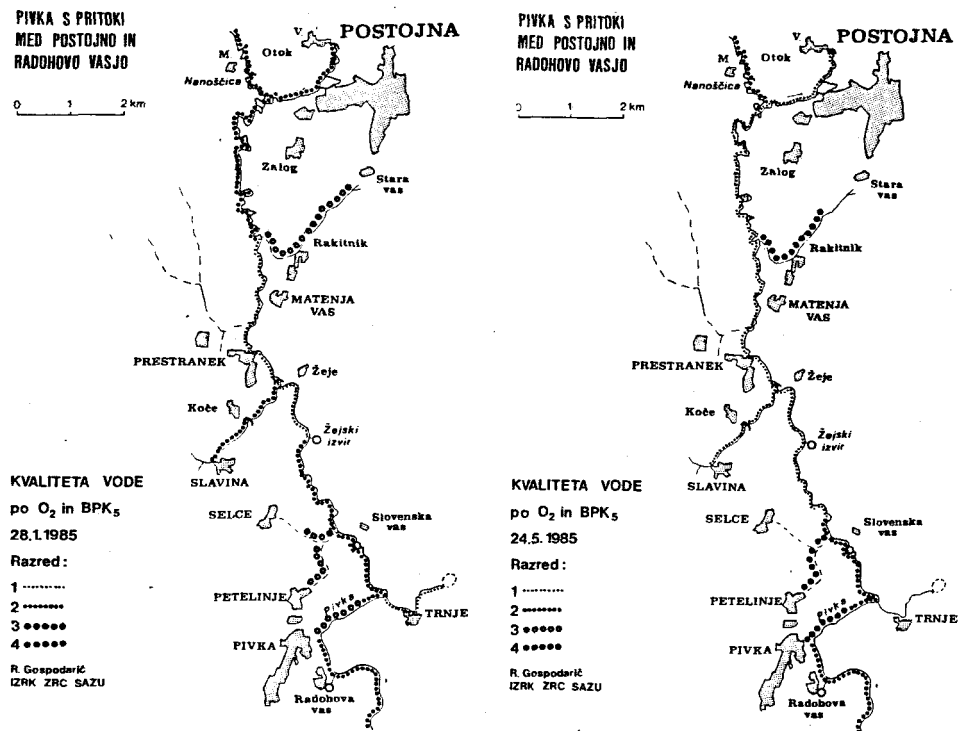 PIVKA S PRITOKI
MED POSTOJNO IN
RADOHOVO VASJO
0 1 2 km
V.
POSTOJNA
M
Otok
Nanoščica
Zalog
Stara
vas
Rakitnik
MATENJA
VAS
PRESTRANEK
Žeje
Koče
Žejski
izvir
SLAVINA
KVALITETA VODE
po O₂ in BPK₅
28.1.1985
Razred:
1
2
3
4
R. Gospodarič
IZRK ZRC SAZU
SELCE
Slovenska
vas
PETELINJE
Pivka
TRNJE
PIVKA
Radohova
vas
PIVKA S PRITOKI
MED POSTOJNO IN
RADOHOVO VASJO
0 1 2 km
V.
POSTOJNA
M
Otok
Nanoščica
Zalog
Stara
vas
Rakitnik
MATENJA
VAS
PRESTRANEK
Žeje
Koče
Žejski
izvir
SLAVINA
KVALITETA VODE
po O₂ in BPK₅
24.5.1985
Razred:
1
2
3
4
R. Gospodarič
IZRK ZRC SAZU
SELCE
Slovenska
vas
PETELINJE
Pivka
TRNJE
PIVKA
Radohova
vas